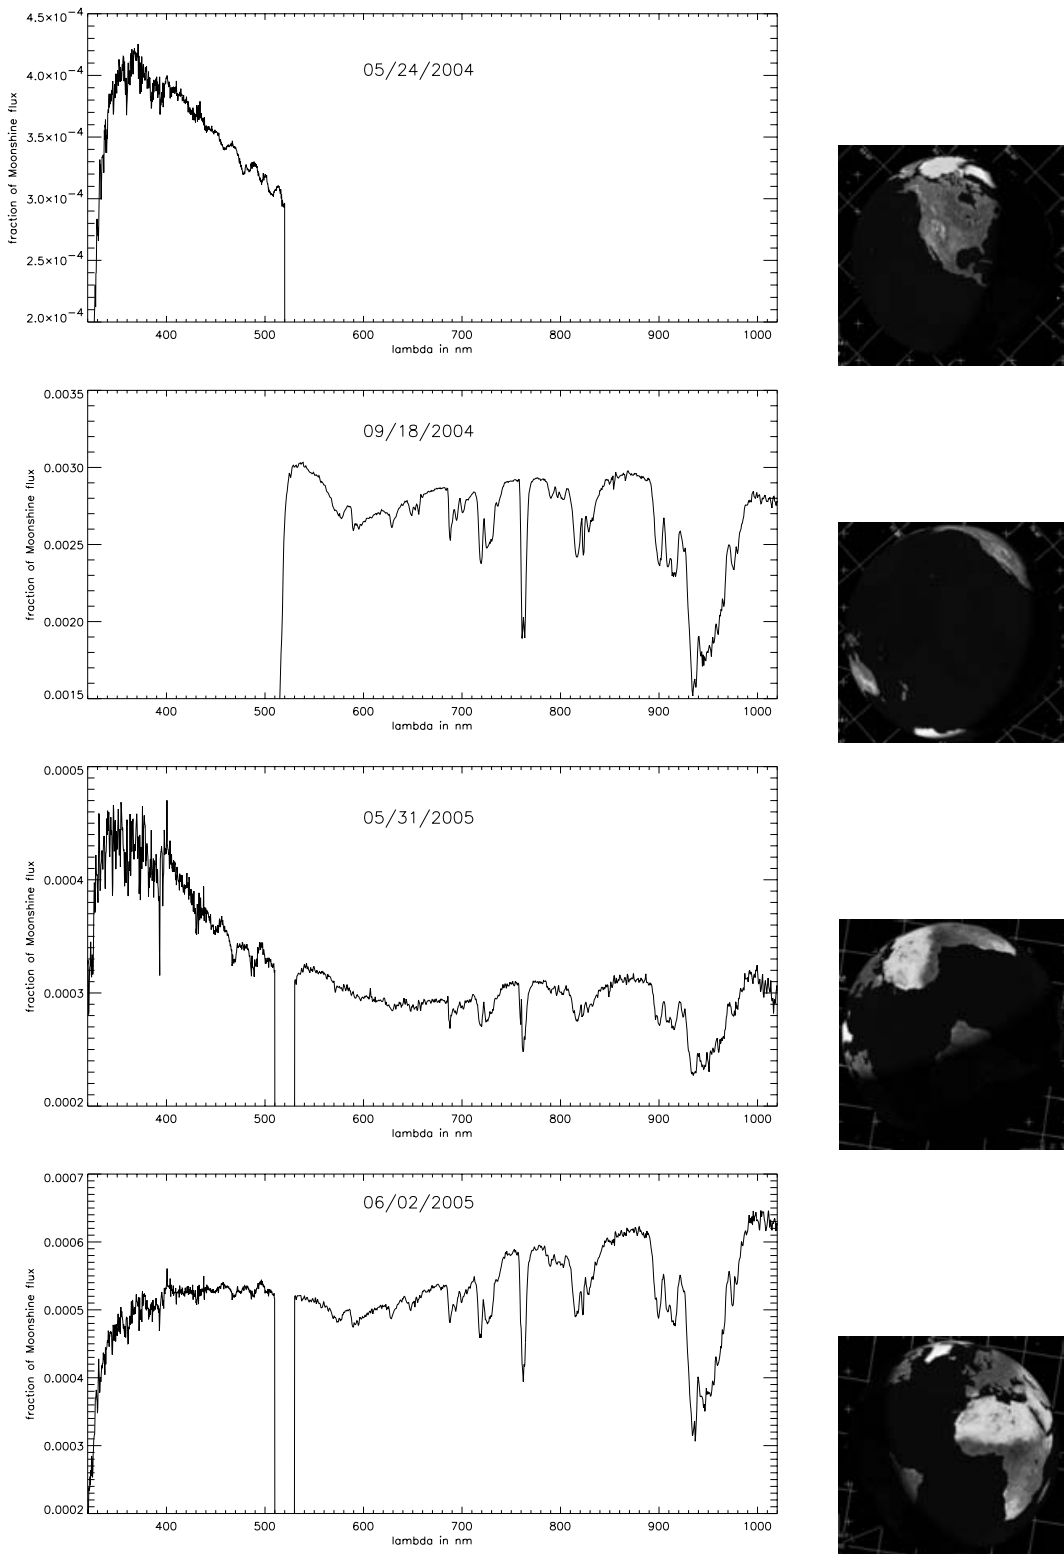 4.5×10⁻⁴
4.0×10⁻⁴
3.5×10⁻⁴
3.0×10⁻⁴
2.5×10⁻⁴
2.0×10⁻⁴
fraction of Moonshine flux
05/24/2004
400 500 600 700 800 900 1000
lambda in nm
0.0035
0.0030
0.0025
0.0020
0.0015
fraction of Moonshine flux
09/18/2004
400 500 600 700 800 900 1000
lambda in nm
0.0005
0.0004
0.0003
0.0002
fraction of Moonshine flux
05/31/2005
400 500 600 700 800 900 1000
lambda in nm
0.0007
0.0006
0.0005
0.0004
0.0003
0.0002
fraction of Moonshine flux
06/02/2005
400 500 600 700 800 900 1000
lambda in nm